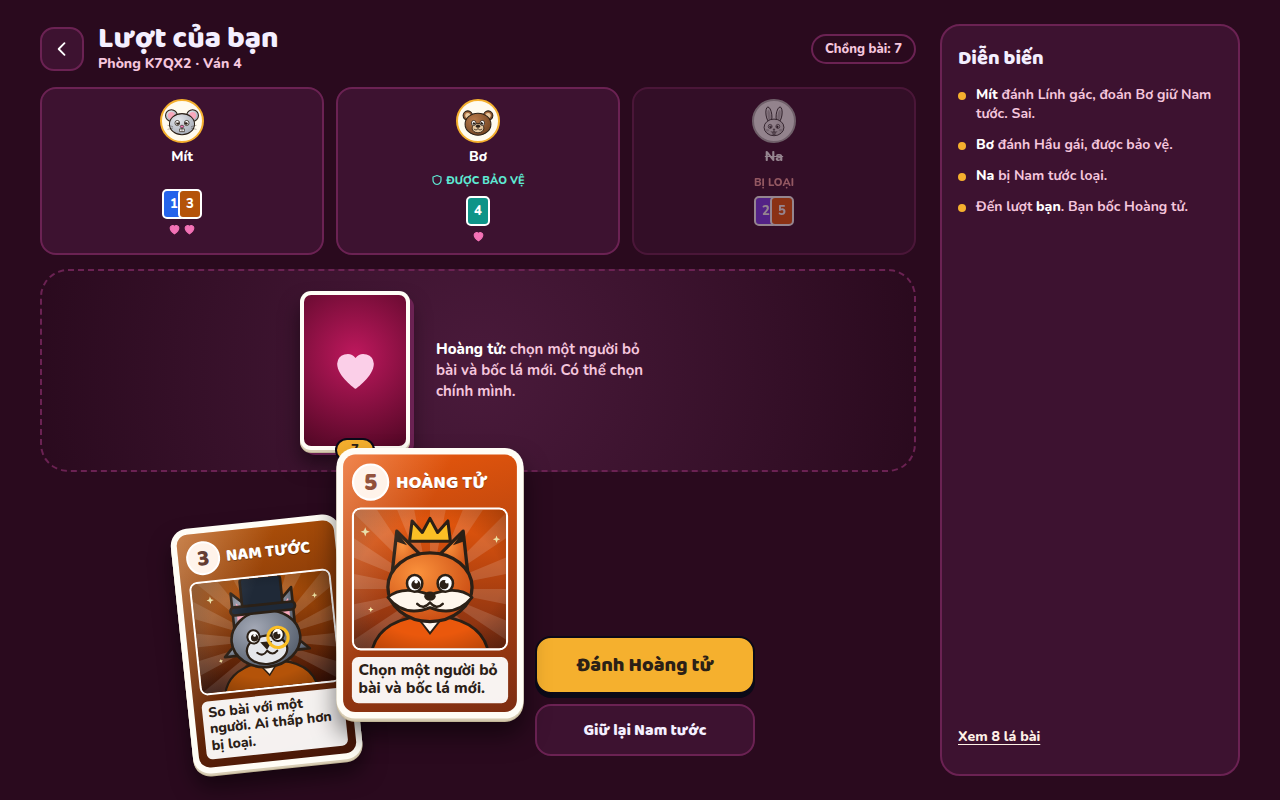 Lượt của bạn
Phòng K7QX2 · Ván 4
Chồng bài: 7
Mít
1 3
Bơ
ĐƯỢC BẢO VỆ
4
Na
BỊ LOẠI
2 5
Hoàng tử: chọn một người bỏ
bài và bốc lá mới. Có thể chọn
chính mình.
3 NAM TƯỚC
So bài với một
người. Ai thấp hơn
bị loại.
5 HOÀNG TỬ
Chọn một người bỏ
bài và bốc lá mới.
Đánh Hoàng tử
Giữ lại Nam tước
Diễn biến
Mít đánh Lính gác, đoán Bơ giữ Nam
tước. Sai.
Bơ đánh Hầu gái, được bảo vệ.
Na bị Nam tước loại.
Đến lượt bạn. Bạn bốc Hoàng tử.
Xem 8 lá bài